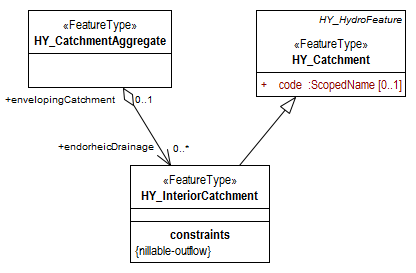 «FeatureType»
HY_CatchmentAggregate
HY_HydroFeature
«FeatureType»
HY_Catchment
+ code :ScopedName [0..1]
+envelopingCatchment
0..1
+endorheicDrainage
0..*
«FeatureType»
HY_InteriorCatchment
constraints
{nillable-outflow}